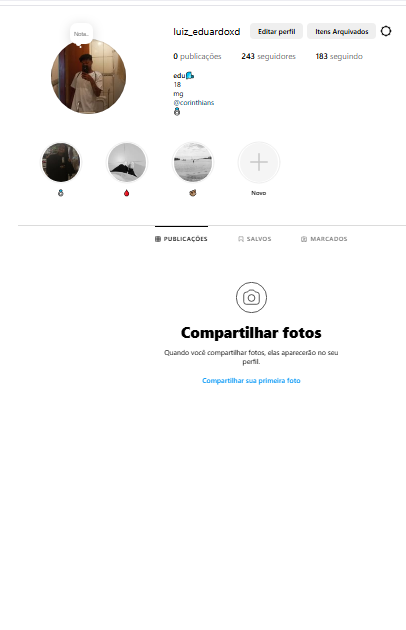 Nota..
luiz_eduardoxd Editar perfil Itens Arquivados
0 publicações 243 seguidores 183 seguindo
edu
18
mg
@corinthians
Novo
PUBLICAÇÕES SALVOS MARCADOS
Compartilhar fotos
Quando você compartilhar fotos, elas aparecerão no seu
perfil.
Compartilhar sua primeira foto